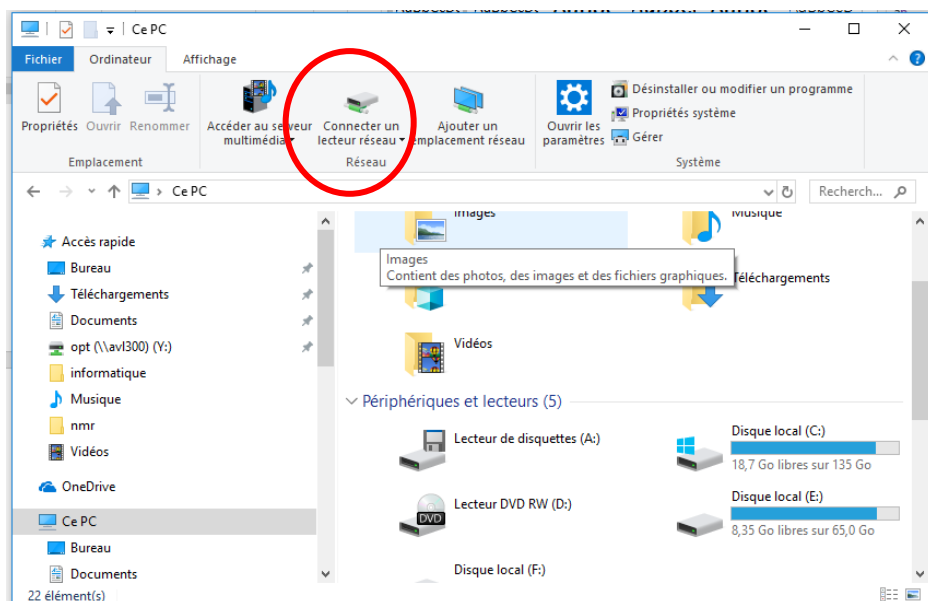 Ce PC
Fichier Ordinateur Affichage
Propriétés Ouvrir Renommer
Accéder au serveur multimédia
Connecter un lecteur réseau
Ajouter un emplacement réseau
Ouvrir les paramètres
Désinstaller ou modifier un programme
Propriétés système
Gérer
Emplacement Réseau Système
Ce PC
Recherch...
Accès rapide
Bureau
Téléchargements
Documents
opt (\\avl300) (Y:)
informatique
Musique
nmr
Vidéos
OneDrive
Ce PC
Bureau
Documents
Images
Musique
Images
Contient des photos, des images et des fichiers graphiques.
Téléchargements
Vidéos
Périphériques et lecteurs (5)
Lecteur de disquettes (A:)
Disque local (C:)
18,7 Go libres sur 135 Go
Lecteur DVD RW (D:)
DVD
Disque local (E:)
8,35 Go libres sur 65,0 Go
Disque local (F:)
22 élément(s)